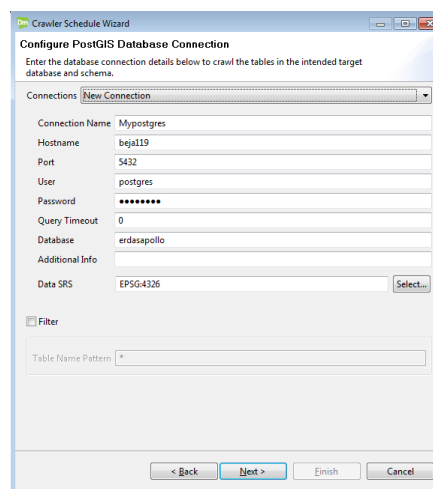 Dm Crawler Schedule Wizard
Configure PostGIS Database Connection
Enter the database connection details below to crawl the tables in the intended target
database and schema.
Connections New Connection
Connection Name Mypostgres
Hostname beja119
Port 5432
User postgres
Password ••••••••
Query Timeout 0
Database erdasapollo
Additional Info
Data SRS EPSG:4326 Select...
Filter
Table Name Pattern *
< Back Next > Finish Cancel